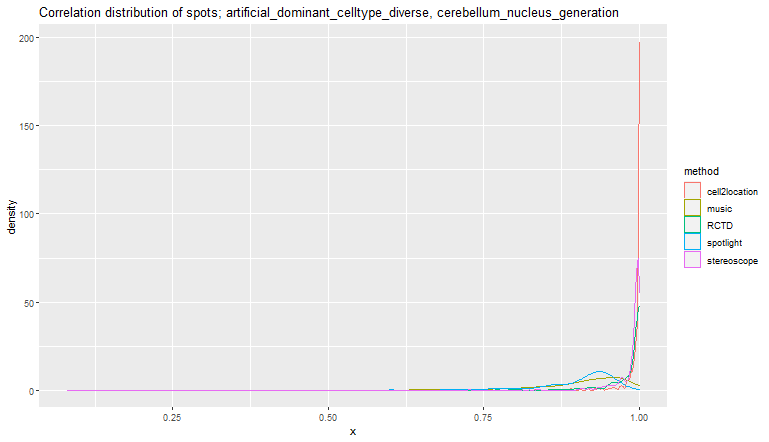 Correlation distribution of spots; artificial_dominant_celltype_diverse, cerebellum_nucleus_generation
200
150
100
50
0
density
0.25
0.50
0.75
1.00
x
method
cell2location
music
RCTD
spotlight
stereoscope